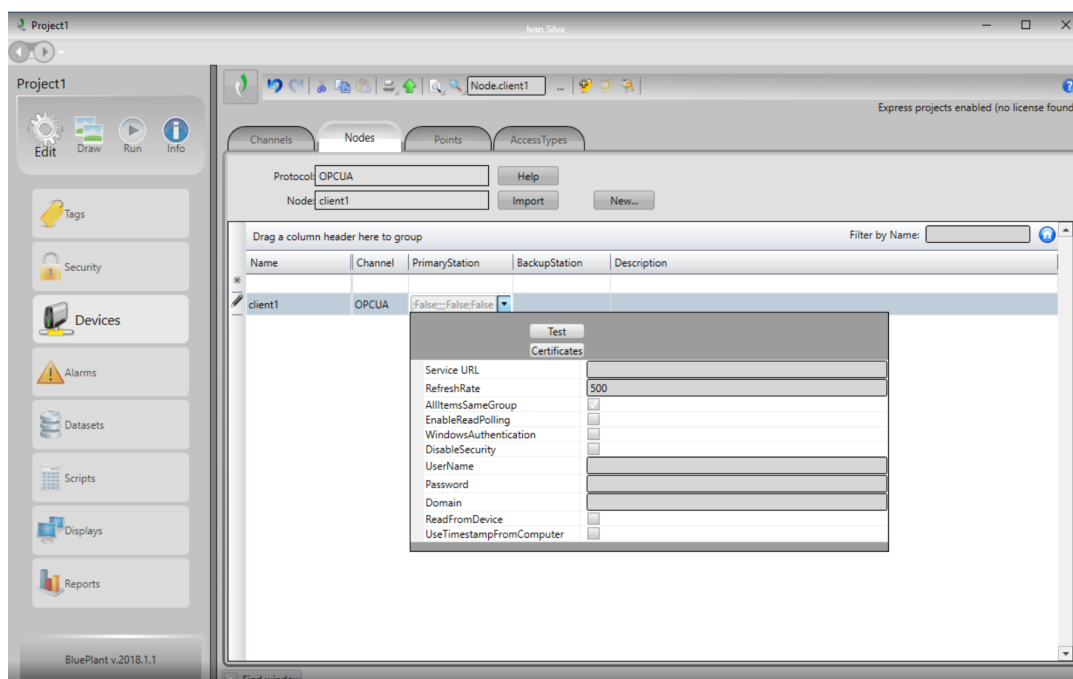 Project1
Ivan Silva
Project1
Edit
Draw
Run
Info
Tags
Security
Devices
Alarms
Datasets
Scripts
Displays
Reports
BluePlant v.2018.1.1
Node.client1
...
Express projects enabled (no license found
Channels
Nodes
Points
AccessTypes
Protocol: OPCUA
Help
Node: client1
Import
New...
Drag a column header here to group
Filter by Name:
Name Channel PrimaryStation BackupStation Description
client1 OPCUA ;False;;;;False;False
Test
Certificates
Service URL
RefreshRate 500
AllItemsSameGroup
EnableReadPolling
WindowsAuthentication
DisableSecurity
UserName
Password
Domain
ReadFromDevice
UseTimestampFromComputer
Find window